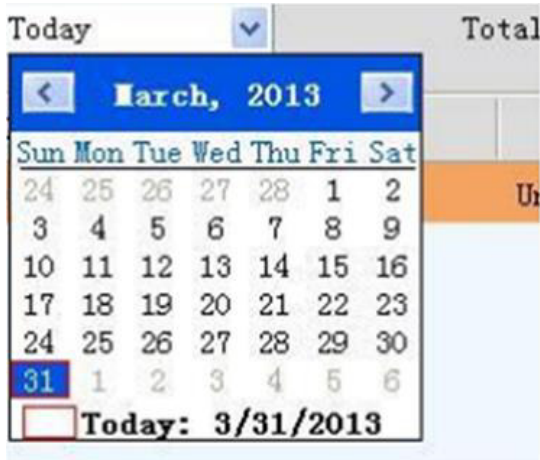 Today
Total
March, 2013
Sun Mon Tue Wed Thu Fri Sat
24 25 26 27 28 1 2
3 4 5 6 7 8 9
10 11 12 13 14 15 16
17 18 19 20 21 22 23
24 25 26 27 28 29 30
31 1 2 3 4 5 6
Today: 3/31/2013